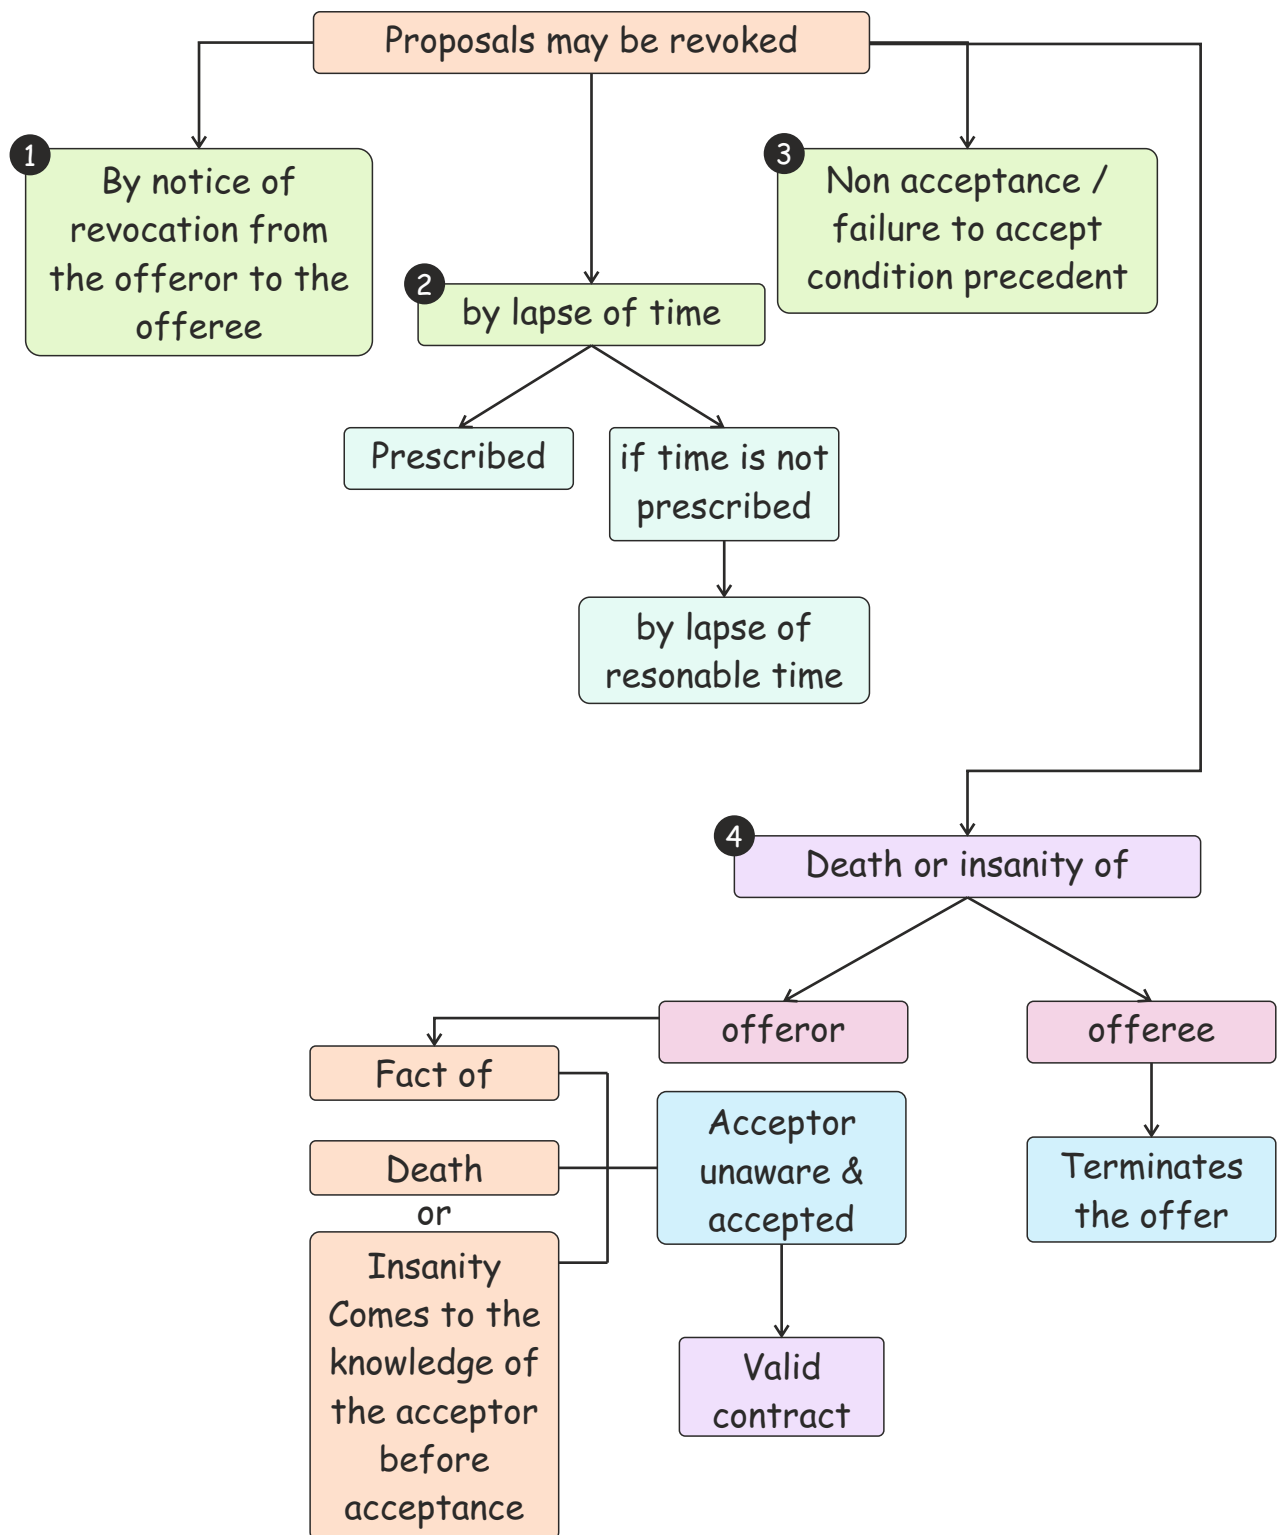 Proposals may be revoked
1
By notice of
revocation from
the offeror to the
offeree
2
by lapse of time
Prescribed
if time is not
prescribed
by lapse of
resonable time
3
Non acceptance /
failure to accept
condition precedent
4
Death or insanity of
offeror
Fact of
Death
or
Insanity
Comes to the
knowledge of
the acceptor
before
acceptance
Acceptor
unaware &
accepted
Valid
contract
offeree
Terminates
the offer